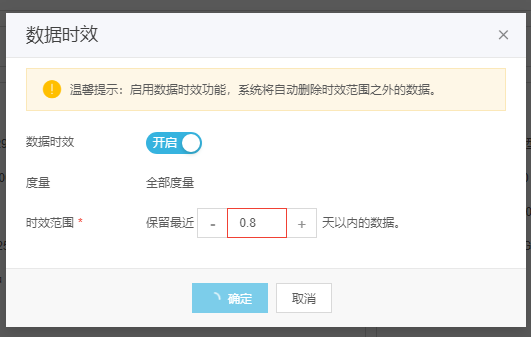 数据时效
×
! 温馨提示：启用数据时效功能，系统将自动删除时效范围之外的数据。
数据时效 开启
度量 全部度量
时效范围 * 保留最近 - 0.8 + 天以内的数据。
确定 取消